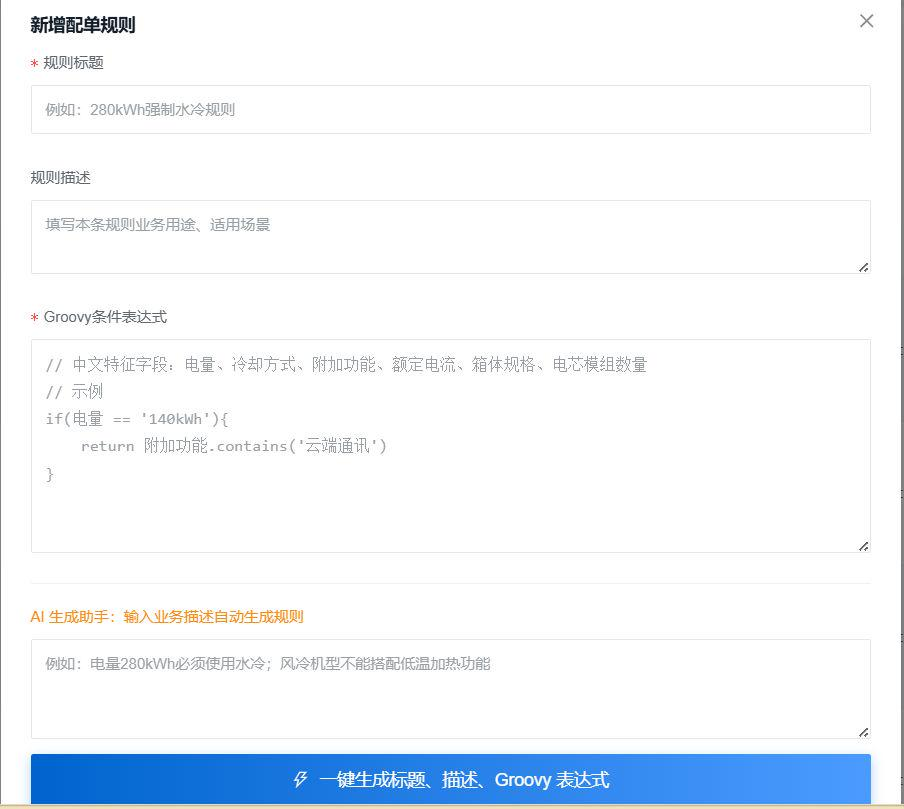 新增配单规则
* 规则标题
例如：280kWh强制水冷规则
规则描述
填写本条规则业务用途、适用场景
* Groovy条件表达式
// 中文特征字段：电量、冷却方式、附加功能、额定电流、箱体规格、电芯模组数量
// 示例
if(电量 == '140kWh'){
    return 附加功能.contains('云端通讯')
}
AI 生成助手：输入业务描述自动生成规则
例如：电量280kWh必须使用水冷；风冷机型不能搭配低温加热功能
一键生成标题、描述、Groovy 表达式